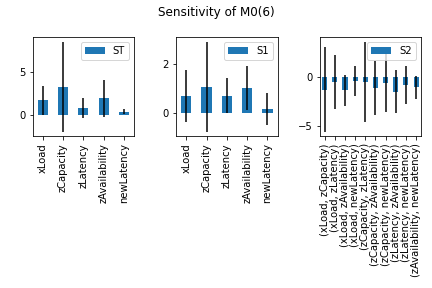 Sensitivity of M0(6)
ST
5
0
xLoad
zCapacity
zLatency
zAvailability
newLatency
S1
2
0
xLoad
zCapacity
zLatency
zAvailability
newLatency
S2
0
−5
(xLoad, zCapacity)
(xLoad, zLatency)
(xLoad, zAvailability)
(xLoad, newLatency)
(zCapacity, zLatency)
(zCapacity, zAvailability)
(zCapacity, newLatency)
(zLatency, zAvailability)
(zLatency, newLatency)
(zAvailability, newLatency)